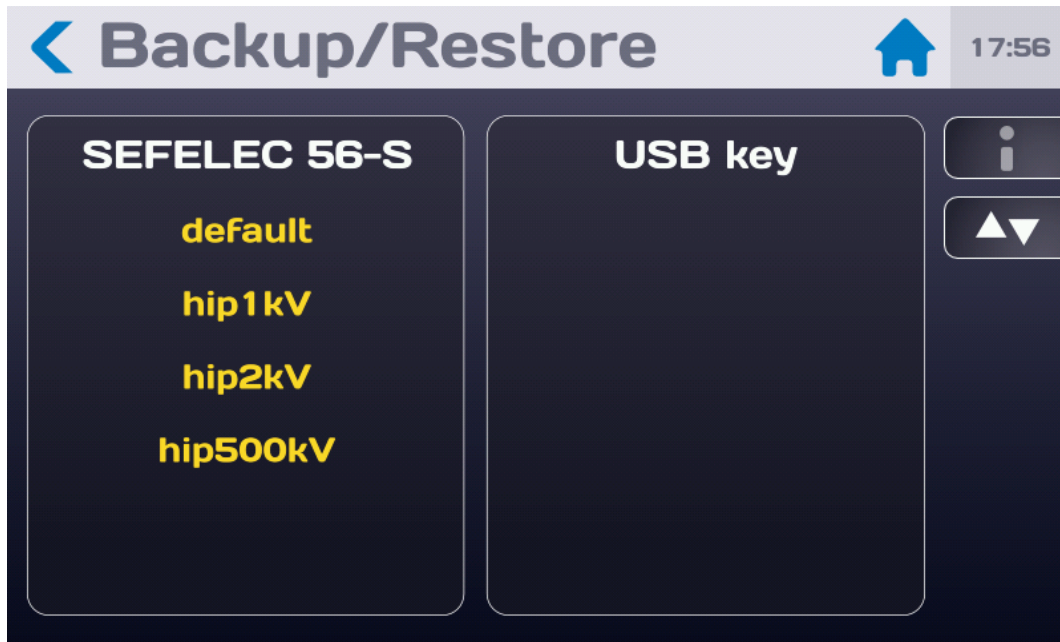 Backup/Restore
17:56
SEFELEC 56-S
default
hip1kV
hip2kV
hip500kV
USB key